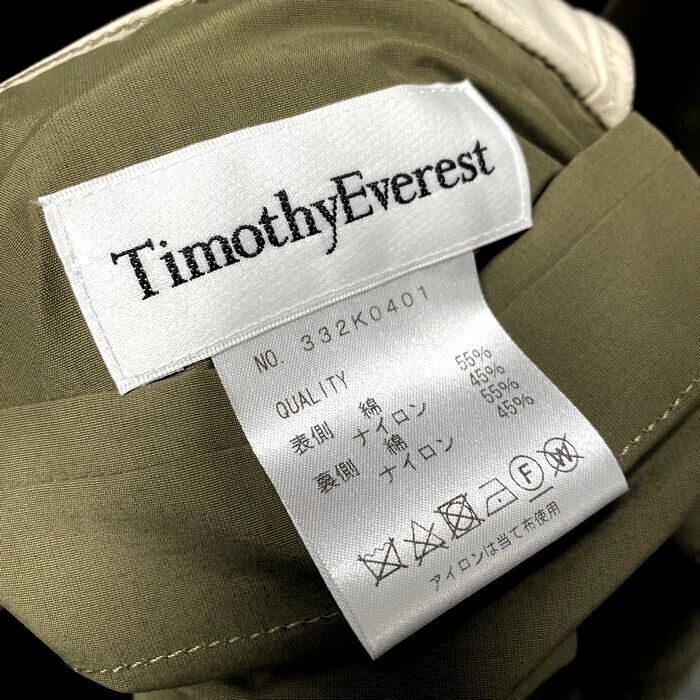 TimothyEverest
NO. 332K0401
QUALITY
表側 綿 55%
ナイロン 45%
裏側 綿 55%
ナイロン 45%
F W
アイロンは当て布使用